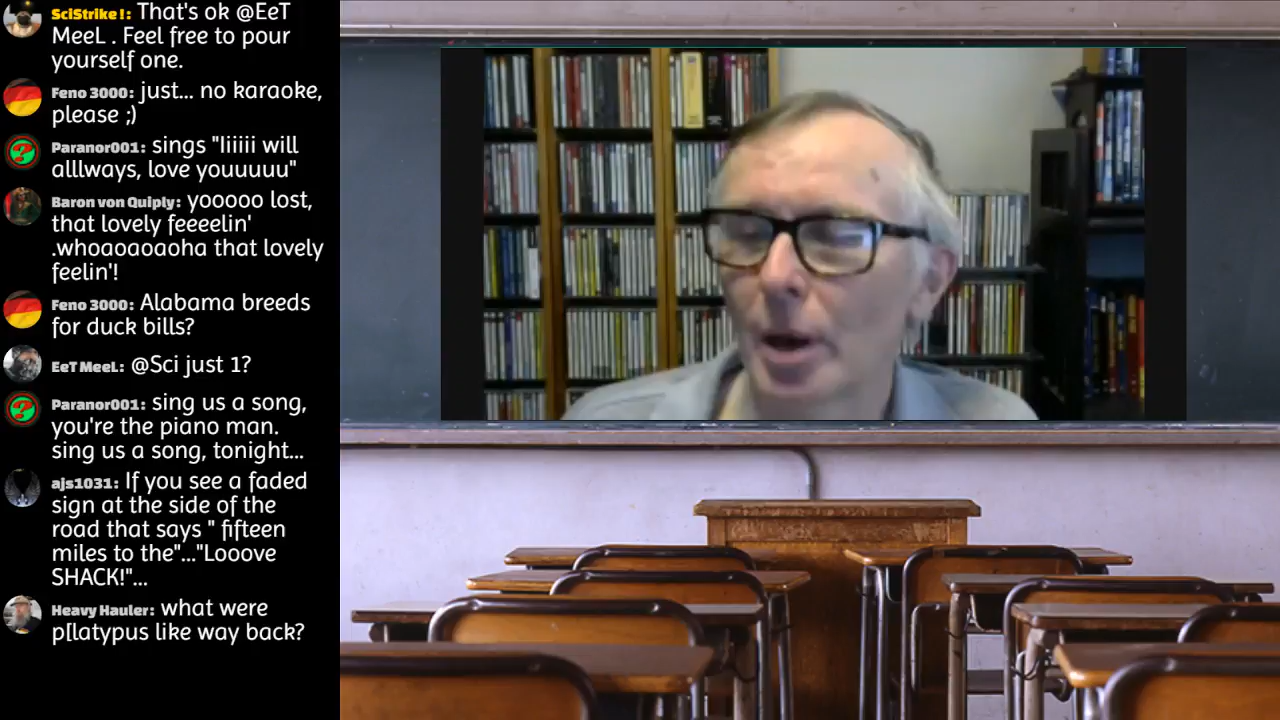 SciStrike!: That's ok @EeT
MeeL . Feel free to pour
yourself one.
Feno 3000: just... no karaoke,
please ;)
Paranor001: sings "Iiiiii will
alllways, love youuuuu"
Baron von Quiply: yooooo lost,
that lovely feeeelin'
.whoaoaoaoha that lovely
feelin'!
Feno 3000: Alabama breeds
for duck bills?
EeT MeeL: @Sci just 1?
Paranor001: sing us a song,
you're the piano man.
sing us a song, tonight...
ajs1031: If you see a faded
sign at the side of the
road that says " fifteen
miles to the"..."Looove
SHACK!"...
Heavy Hauler: what were
p[latypus like way back?